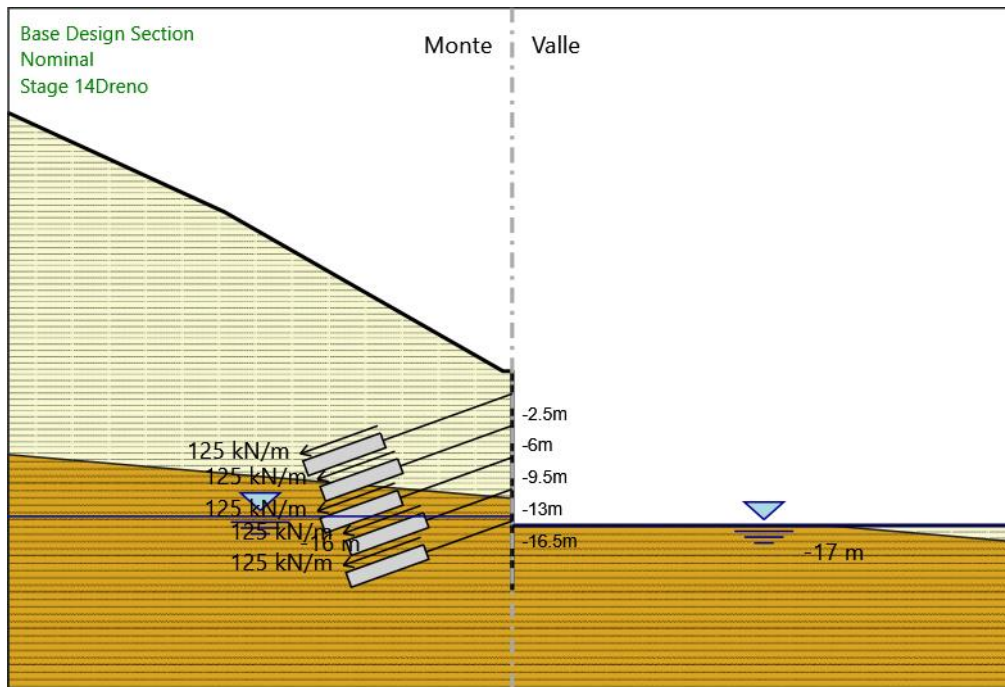 Base Design Section
Nominal
Stage 14Dreno
Monte
Valle
-2.5m
125 kN/m
-6m
125 kN/m
-9.5m
125 kN/m
-13m
125 kN/m
-16 m
-16.5m
-17 m
125 kN/m